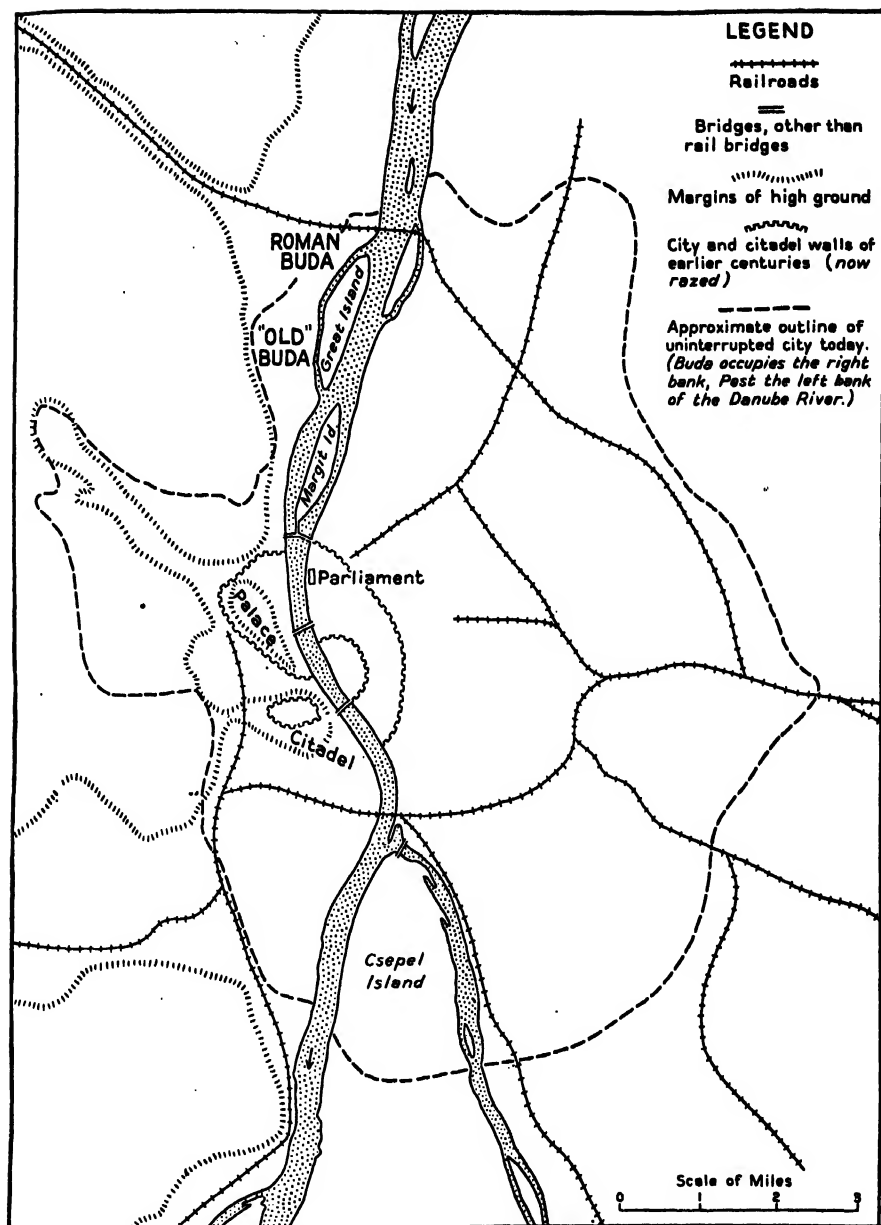 LEGEND
Railroads
Bridges, other than
rail bridges
Margins of high ground
City and citadel walls of
earlier centuries (now
razed)
Approximate outline of
uninterrupted city today.
(Buda occupies the right
bank, Pest the left bank
of the Danube River.)
ROMAN
BUDA
"OLD"
BUDA
Great Island
Margit Id
Parliament
Palace
Citadel
Csepel
Island
Scale of Miles
0 1 2 3